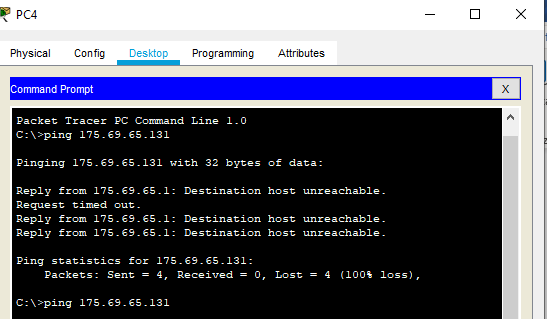 PC4
Physical Config Desktop Programming Attributes
Command Prompt X
Packet Tracer PC Command Line 1.0
C:\>ping 175.69.65.131
Pinging 175.69.65.131 with 32 bytes of data:
Reply from 175.69.65.1: Destination host unreachable.
Request timed out.
Reply from 175.69.65.1: Destination host unreachable.
Reply from 175.69.65.1: Destination host unreachable.
Ping statistics for 175.69.65.131:
    Packets: Sent = 4, Received = 0, Lost = 4 (100% loss),
C:\>ping 175.69.65.131